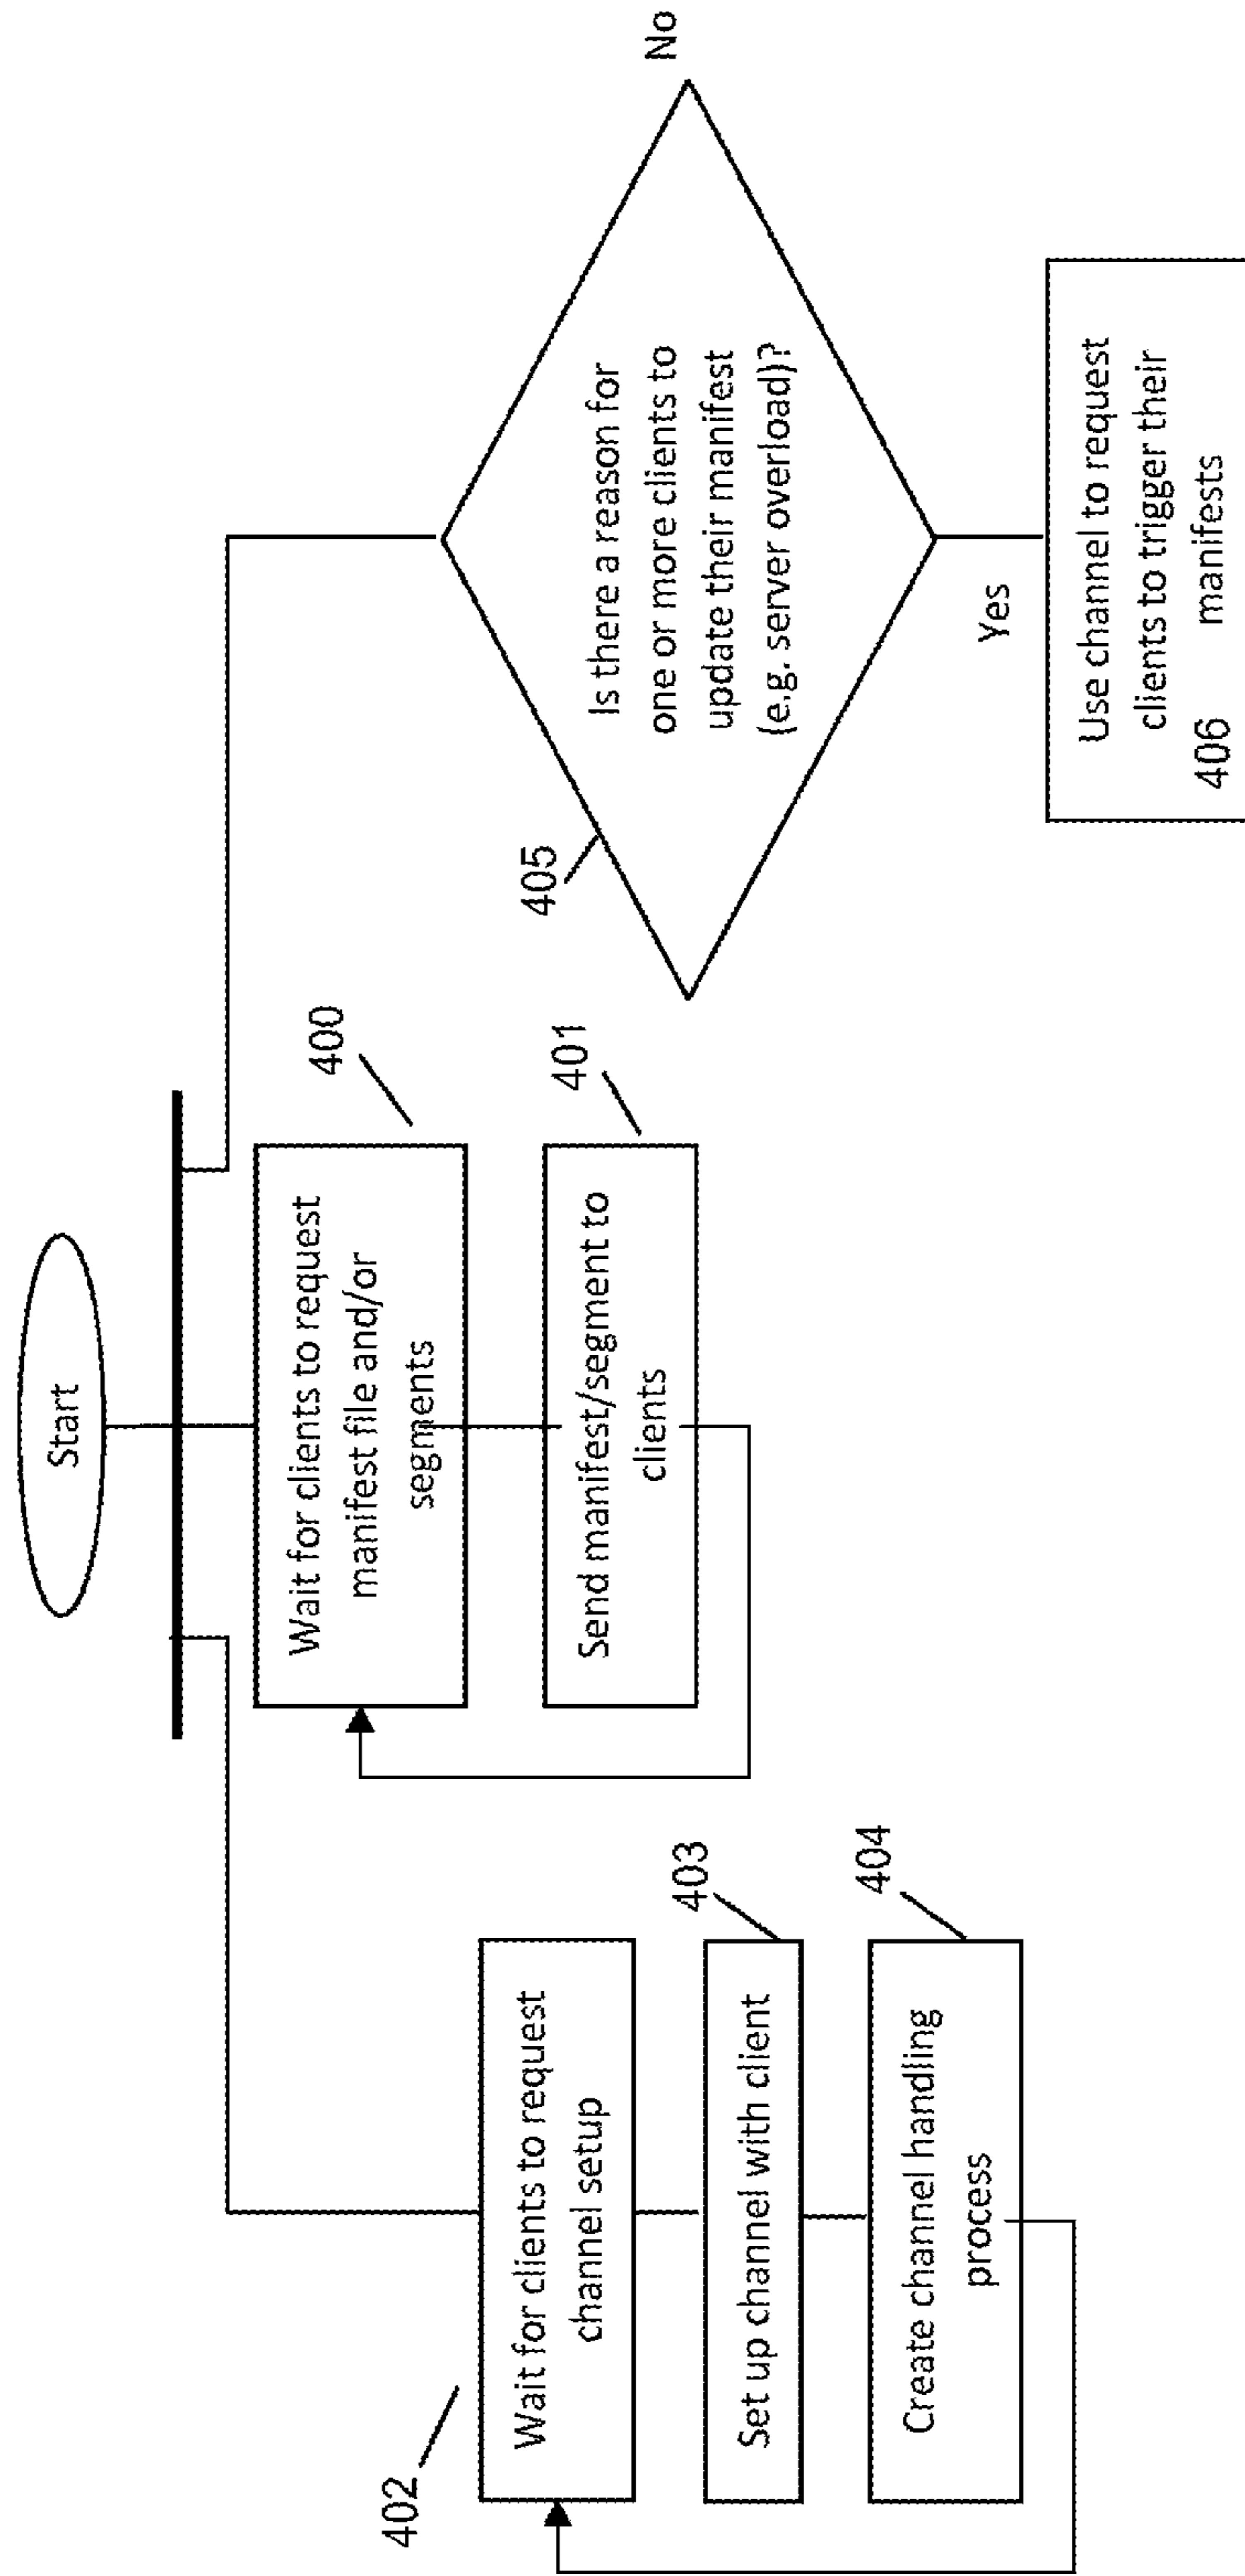 Start
402
Wait for clients to request
channel setup
403
Set up channel with client
404
Create channel handling
process
400
Wait for clients to request
manifest file and/or
segments
401
Send manifest/segment to
clients
405
Is there a reason for
one or more clients to
update their manifest
(e.g. server overload)?
No
Yes
Use channel to request
clients to trigger their
406 manifests